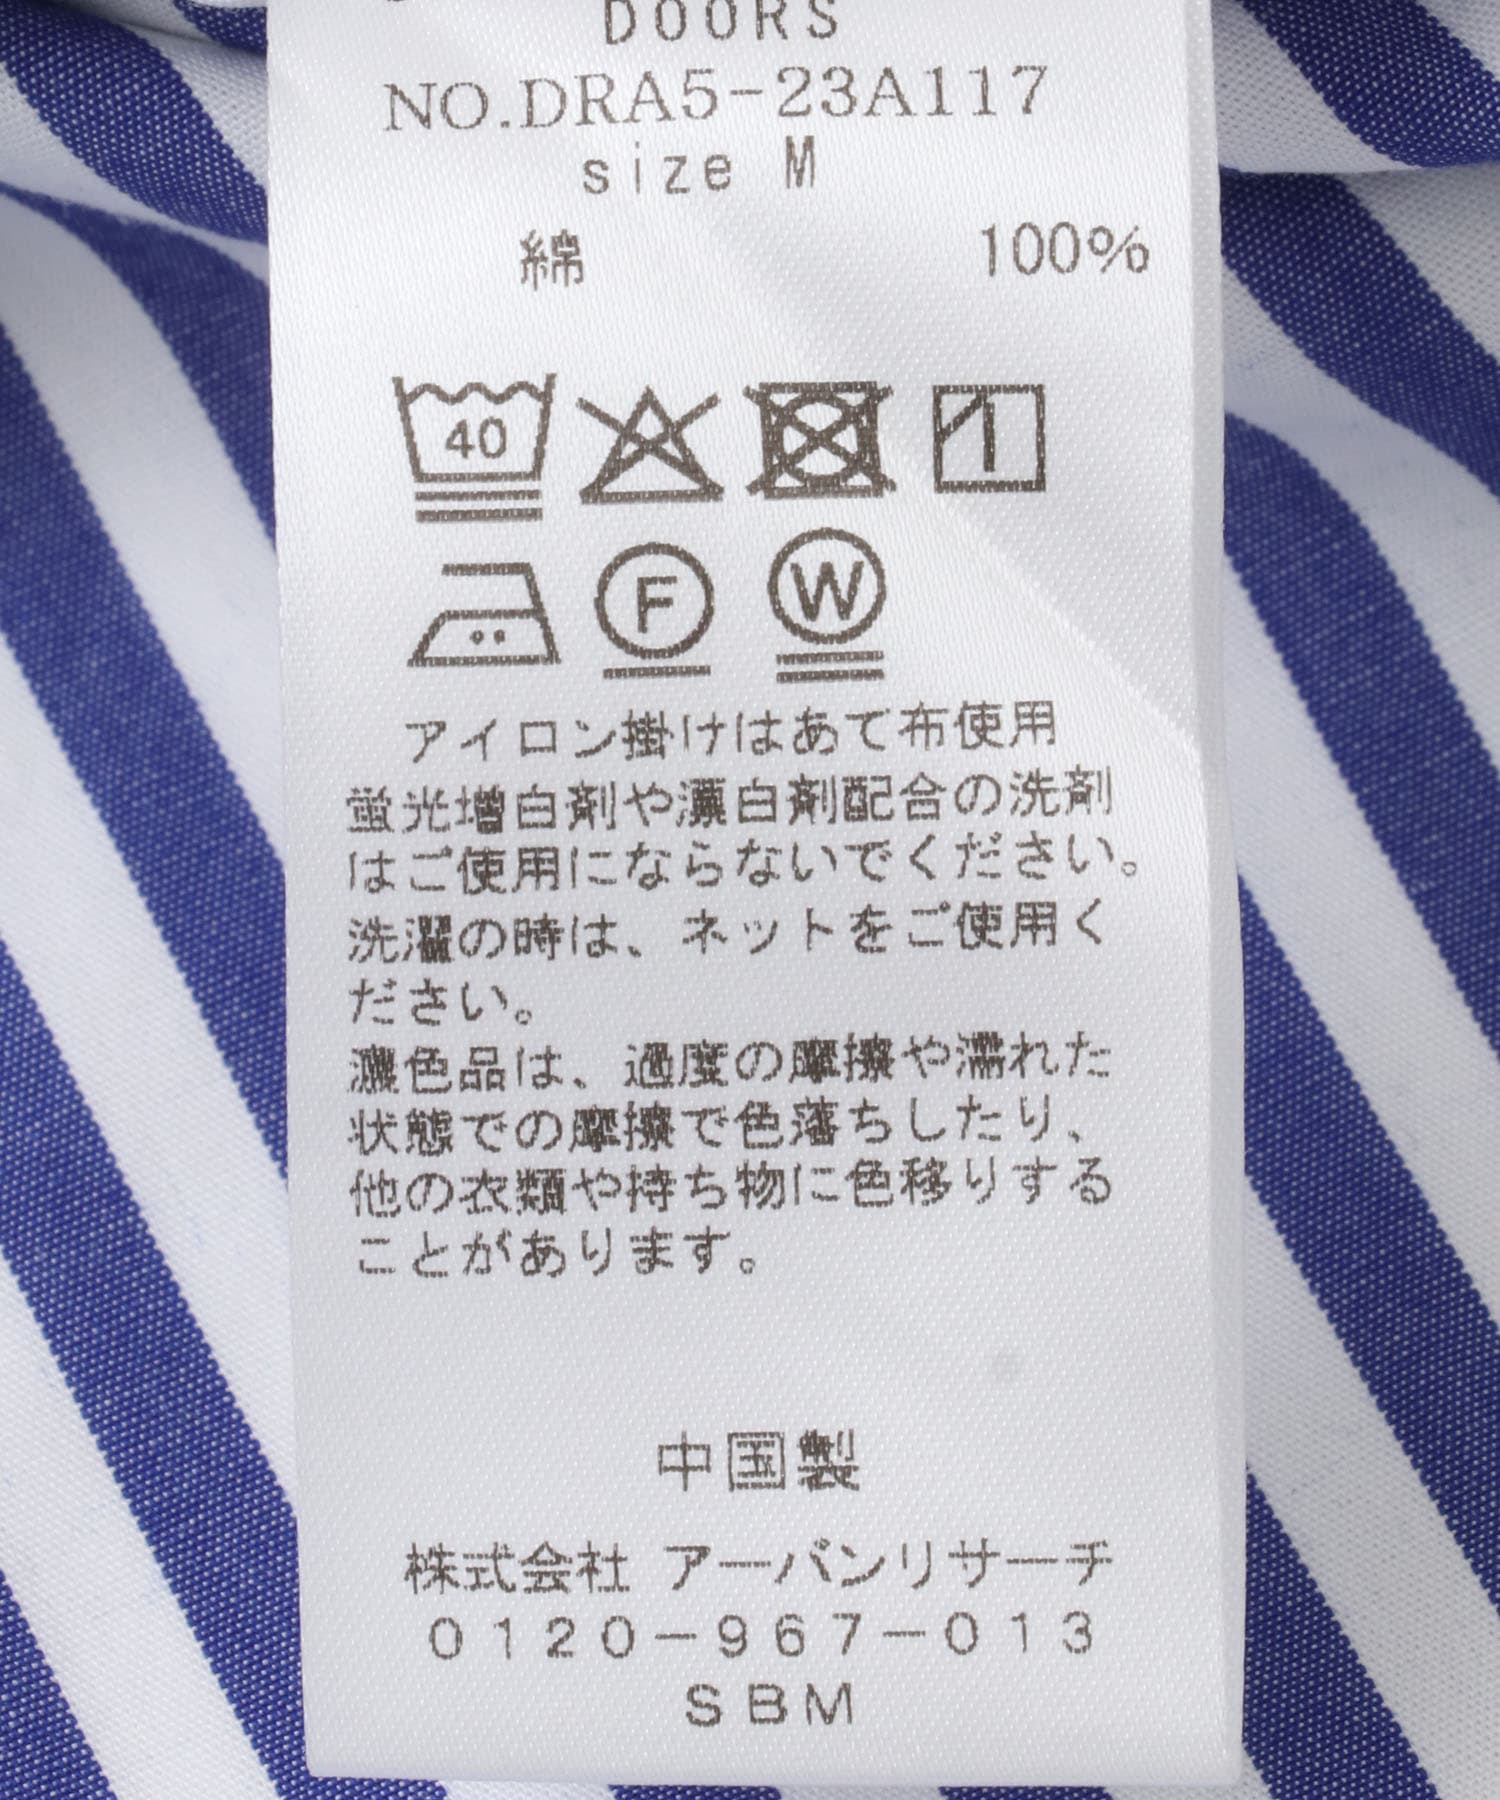 DOORS
NO.DRA5-23A117
size M
綿 100%
40
F W
アイロン掛けはあて布使用
蛍光増白剤や漂白剤配合の洗剤
はご使用にならないでください。
洗濯の時は、ネットをご使用く
ださい。
濃色品は、過度の摩擦や濡れた
状態での摩擦で色落ちしたり、
他の衣類や持ち物に色移りする
ことがあります。
中国製
株式会社 アーバンリサーチ
0120-967-013
SBM